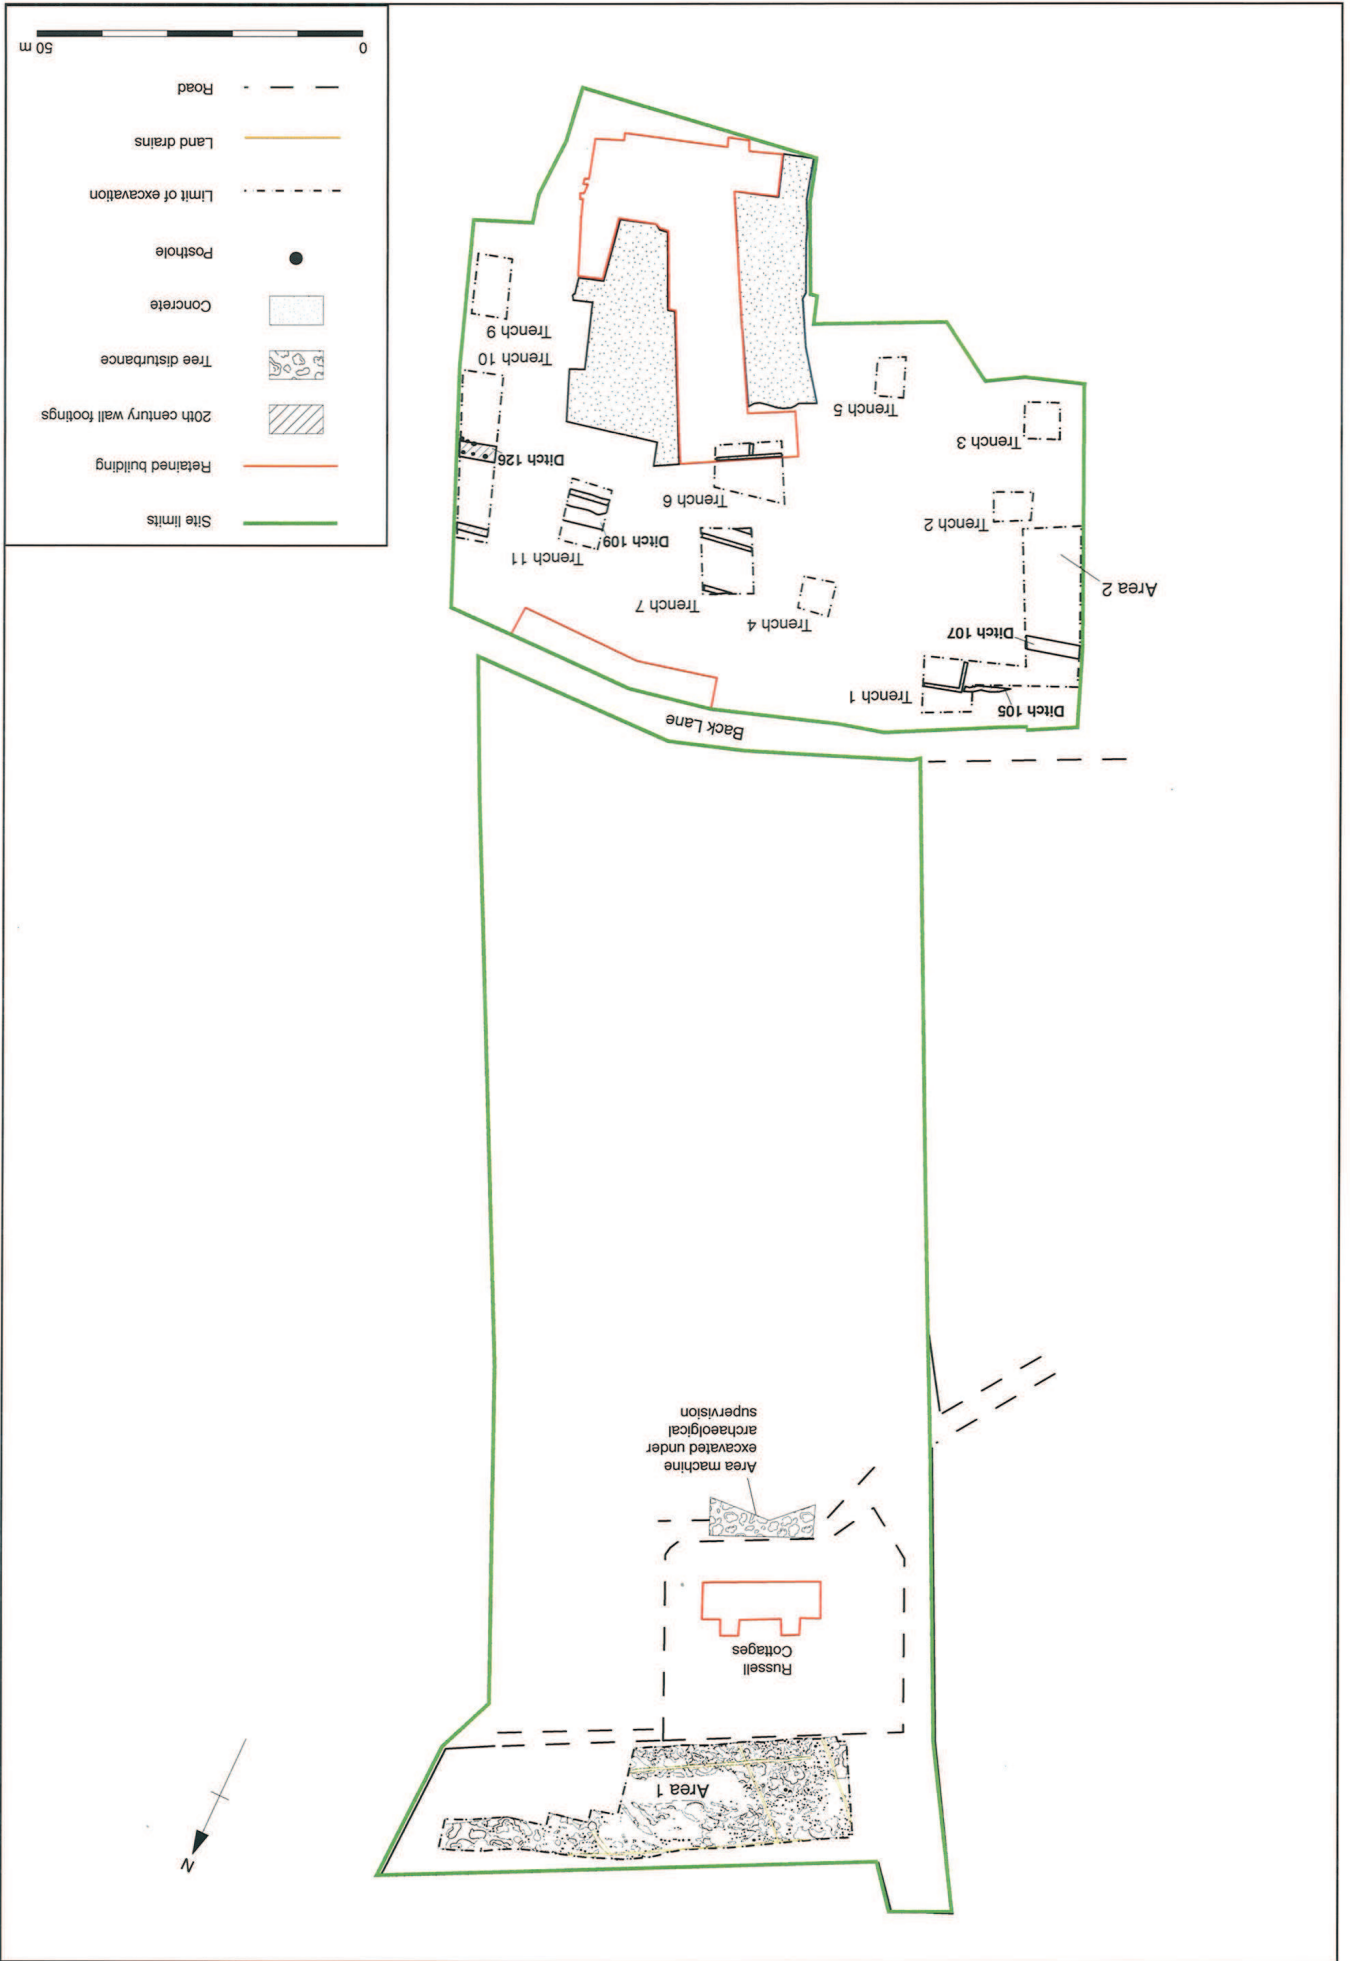 N
Area 1
Russell
Cottages
Area machine
excavated under
archaeolgical
supervision
Back Lane
Ditch 105
Trench 1
Ditch 107
Area 2
Trench 4
Trench 7
Trench 11
Ditch 109
Trench 2
Trench 6
Ditch 126
Trench 3
Trench 5
Trench 10
Trench 9
Site limits
Retained building
20th century wall footings
Tree disturbance
Concrete
Posthole
Limit of excavation
Land drains
Road
0
50 m